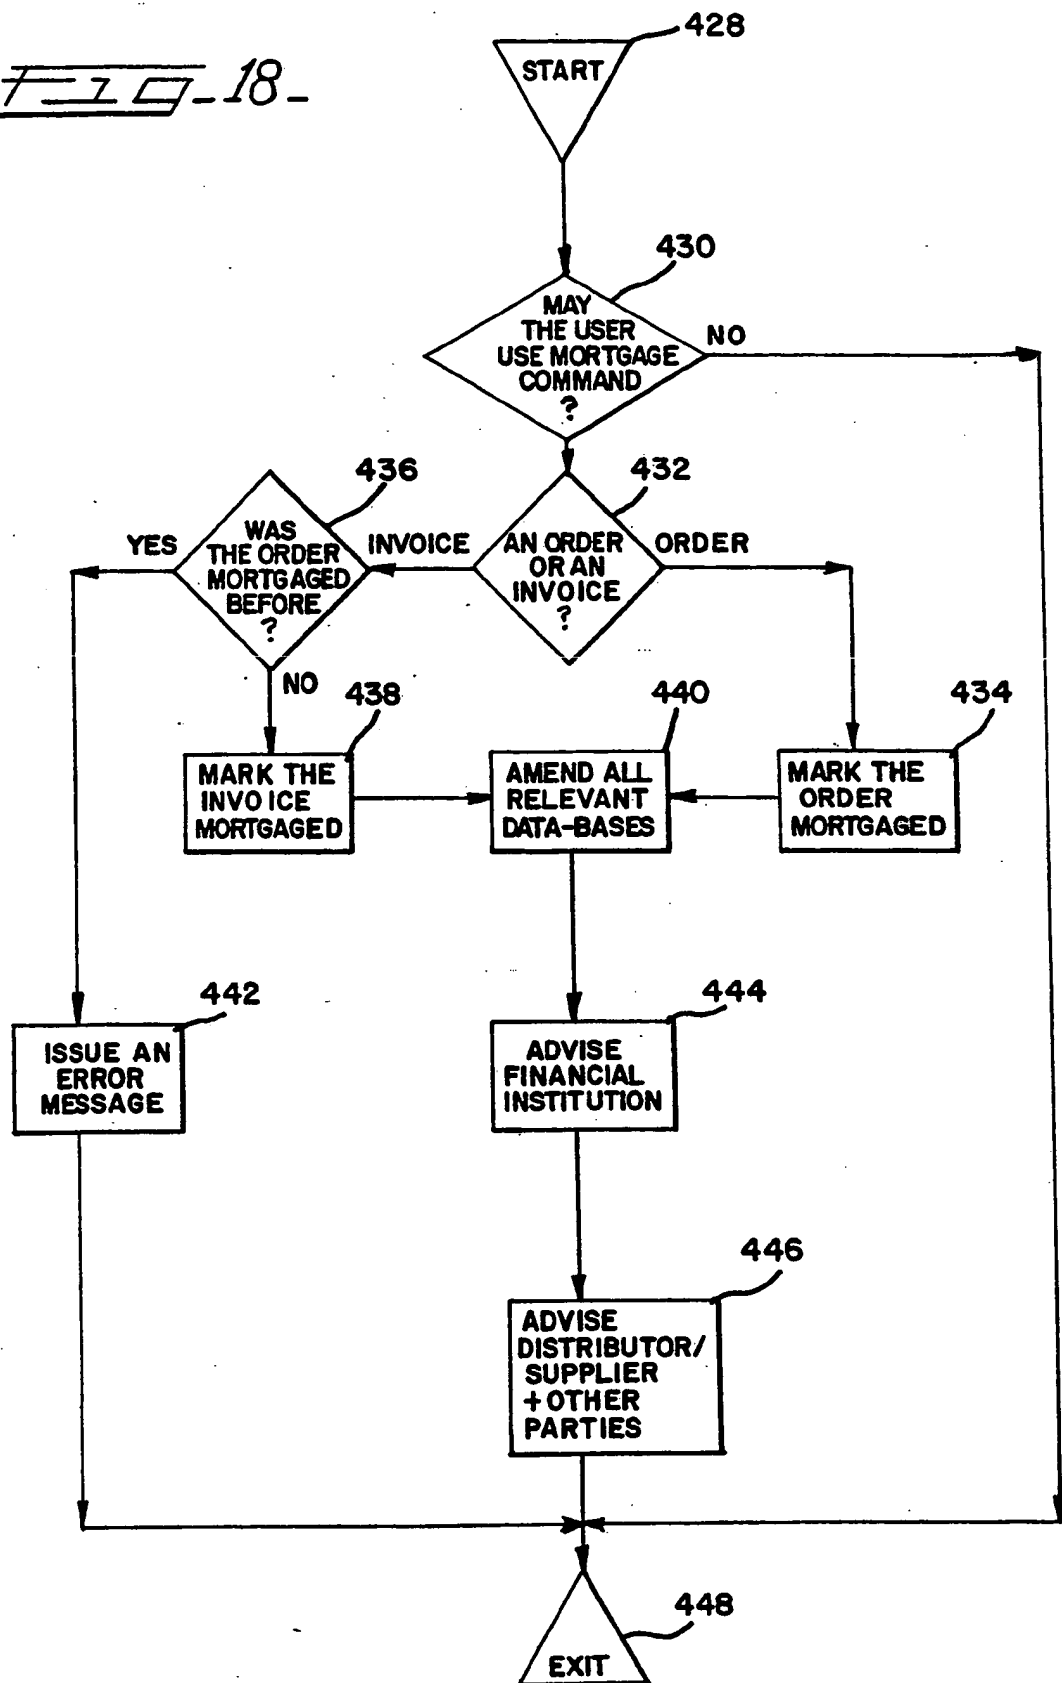 Fig-18-
428
START
430
MAY
THE USER
USE MORTGAGE
COMMAND
?
NO
436
432
WAS
THE ORDER
MORTGAGED
BEFORE
?
YES
INVOICE
AN ORDER
OR AN
INVOICE
?
ORDER
NO
438
440
434
MARK THE
INVOICE
MORTGAGED
AMEND ALL
RELEVANT
DATA-BASES
MARK THE
ORDER
MORTGAGED
442
444
ISSUE AN
ERROR
MESSAGE
ADVISE
FINANCIAL
INSTITUTION
446
ADVISE
DISTRIBUTOR/
SUPPLIER
+ OTHER
PARTIES
448
EXIT